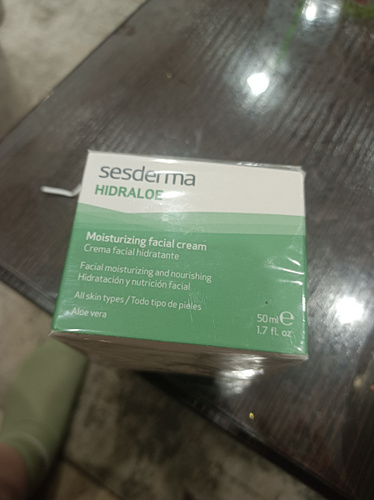 sesderma
HIDRALOE
Moisturizing facial cream
Crema facial hidratante
Facial moisturizing and nourishing
Hidratación y nutrición facial
All skin types / Todo tipo de pieles
Aloe vera
50 ml ℮
1.7 fl. oz